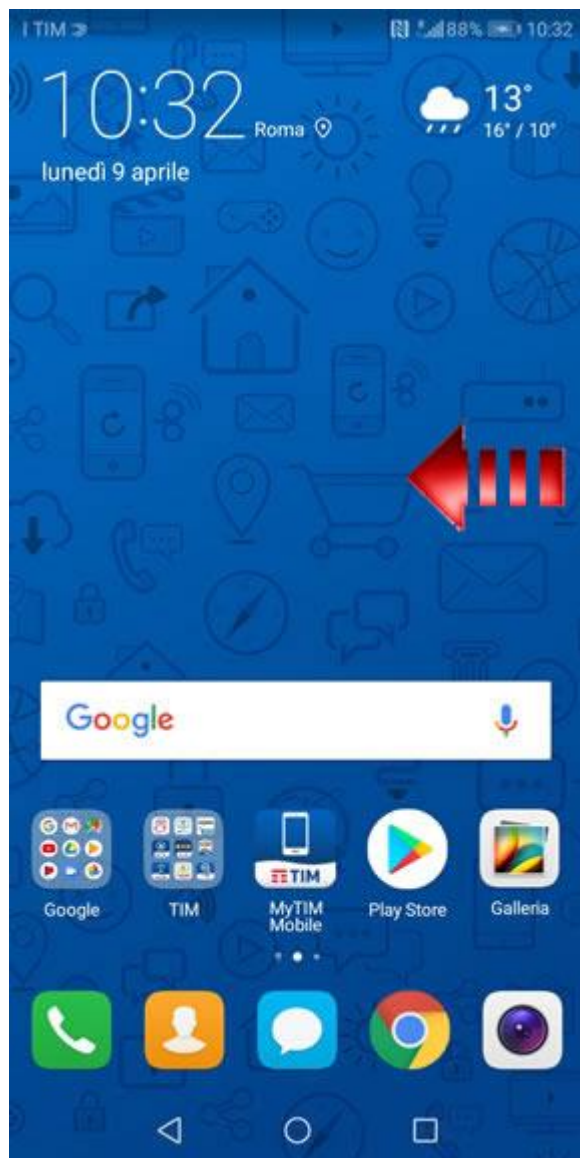 I TIM
88% 10:32
10:32 Roma
13°
16° / 10°
lunedì 9 aprile
Google
TIM
Google
TIM
MyTIM
Mobile
Play Store
Galleria